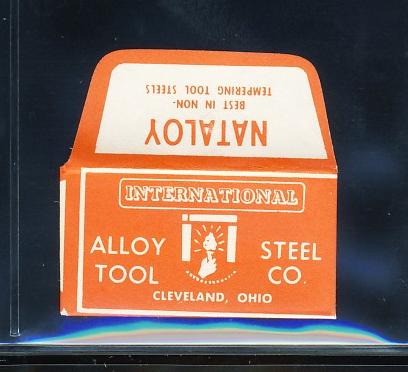 NATALOY
BEST IN NON-
TEMPERING TOOL STEELS
INTERNATIONAL
ALLOY STEEL
TOOL CO.
CLEVELAND, OHIO